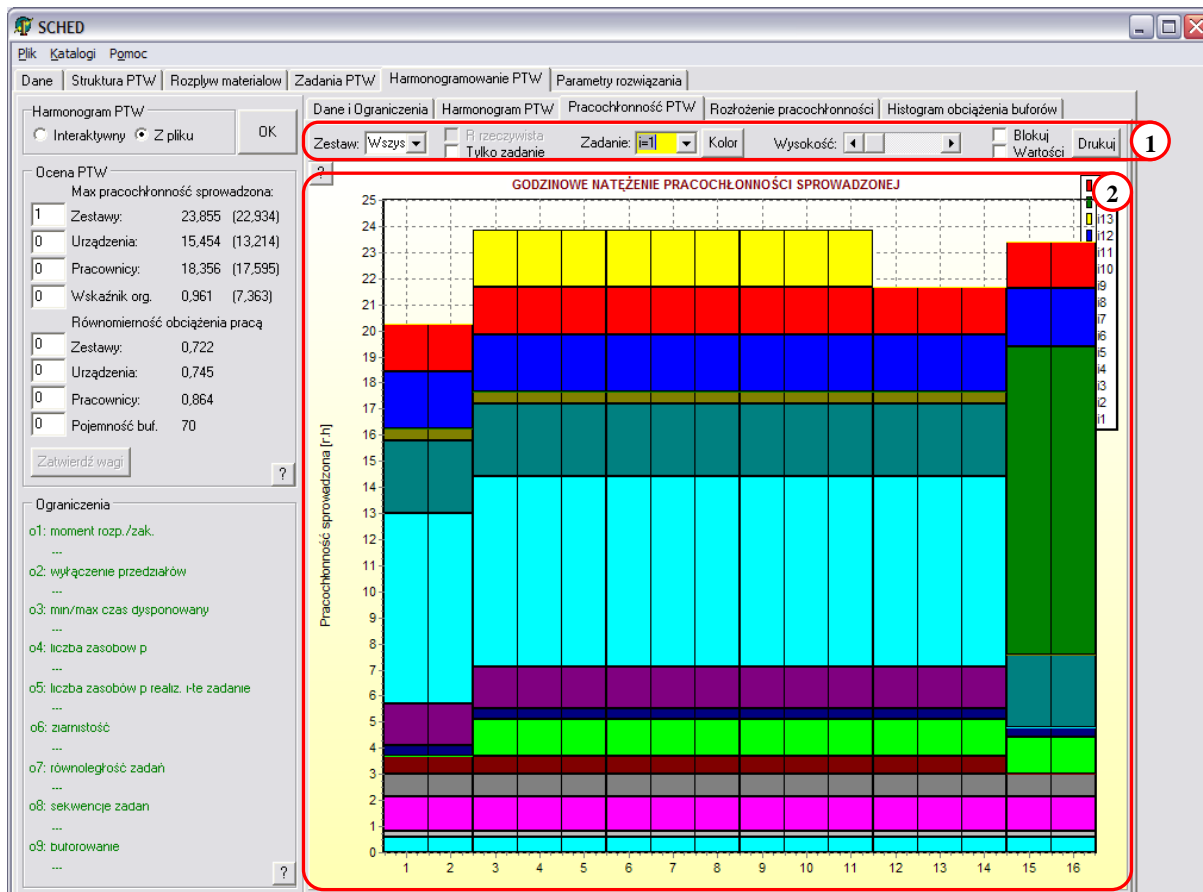 SCHED
Plik Katalogi Pomoc
Dane Struktura PTW Rozplyw materialow Zadania PTW Harmonogramowanie PTW Parametry rozwiązania
Harmonogram PTW
Interaktywny Z pliku OK
Dane i Ograniczenia Harmonogram PTW Pracochłonność PTW Rozłożenie pracochłonności Histogram obciążenia buforów
Zestaw: Wszys R rzeczywista Tylko zadanie Zadanie: i=1 Kolor Wysokość: Blokuj Wartości Drukuj 1
Ocena PTW
Max pracochłonność sprowadzona:
1 Zestawy: 23,855 (22,934)
0 Urządzenia: 15,454 (13,214)
0 Pracownicy: 18,356 (17,595)
0 Wskaźnik org. 0,961 (7,363)
Równomierność obciążenia pracą
0 Zestawy: 0,722
0 Urządzenia: 0,745
0 Pracownicy: 0,864
0 Pojemność buf. 70
Zatwierdź wagi
?
Ograniczenia
o1: moment rozp./zak.
---
o2: wyłączenie przedziałów
---
o3: min/max czas dysponowany
---
o4: liczba zasobow p
---
o5: liczba zasobów p realiz. i-te zadanie
---
o6: ziarnistość
---
o7: równoległość zadań
---
o8: sekwencje zadan
---
o9: buforowanie
---
?
?
GODZINOWE NATĘŻENIE PRACOCHŁONNOŚCI SPROWADZONEJ
2
i13
i12
i11
i10
i9
i8
i7
i6
i5
i4
i3
i2
i1
Pracochłonność sprowadzona [r.h]
25
24
23
22
21
20
19
18
17
16
15
14
13
12
11
10
9
8
7
6
5
4
3
2
1
0
1 2 3 4 5 6 7 8 9 10 11 12 13 14 15 16